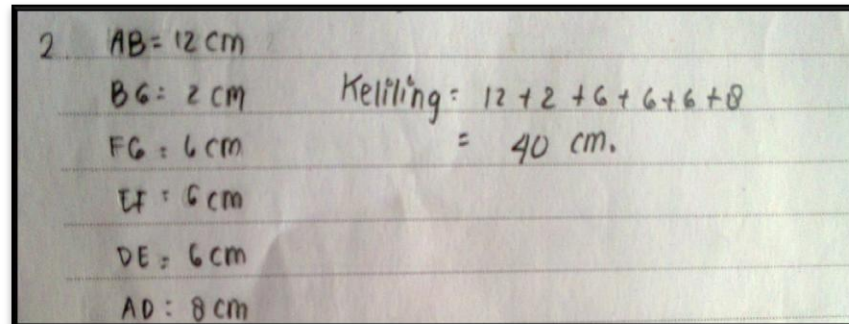 2. AB = 12 cm
BG = 2 cm
Keliling = 12 + 2 + 6 + 6 + 6 + 8
FG = 6 cm
= 40 cm.
EF = 6 cm
DE = 6 cm
AD = 8 cm